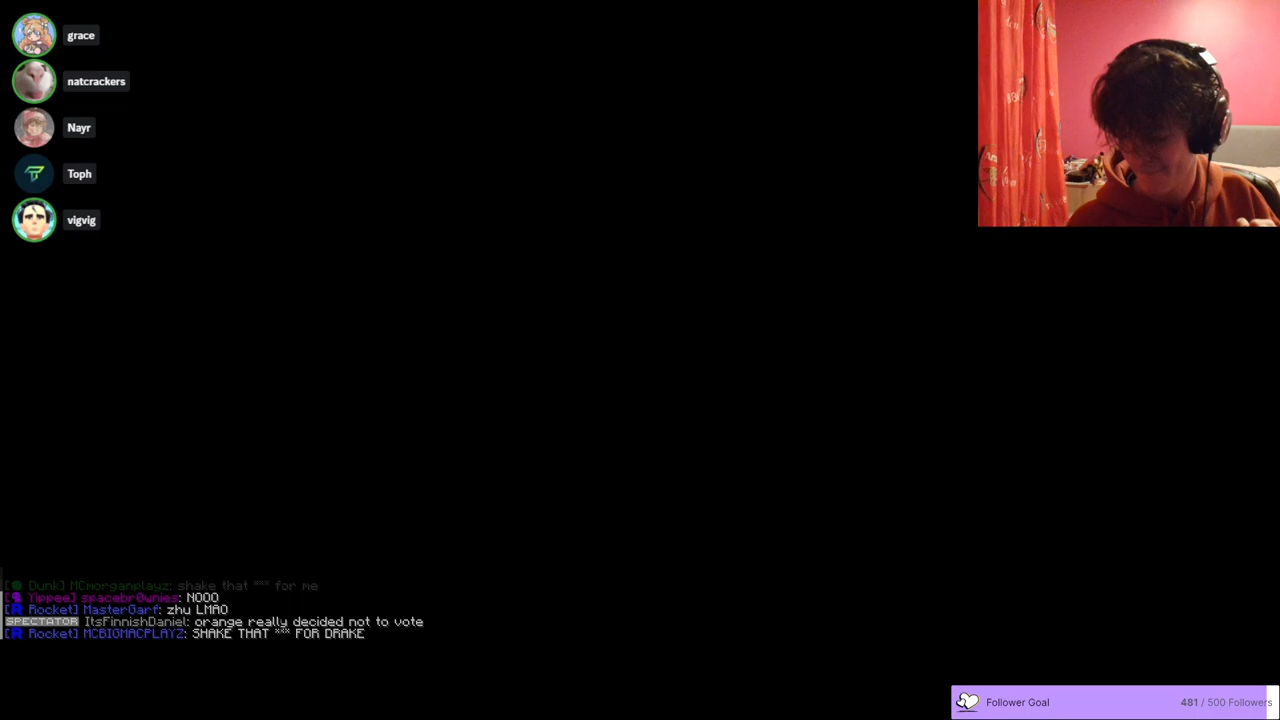 grace
natcrackers
Nayr
Toph
vigvig
[Dunk] MCmorganplayz: shake that *** for me
[Yippee] spacebr0wnies: NOOO
[Rocket] MasterGarf: zhu LMAO
SPECTATOR ItsFinnishDaniel: orange really decided not to vote
[Rocket] MCBIGMACPLAYZ: SHAKE THAT *** FOR DRAKE
Follower Goal 481 / 500 Followers